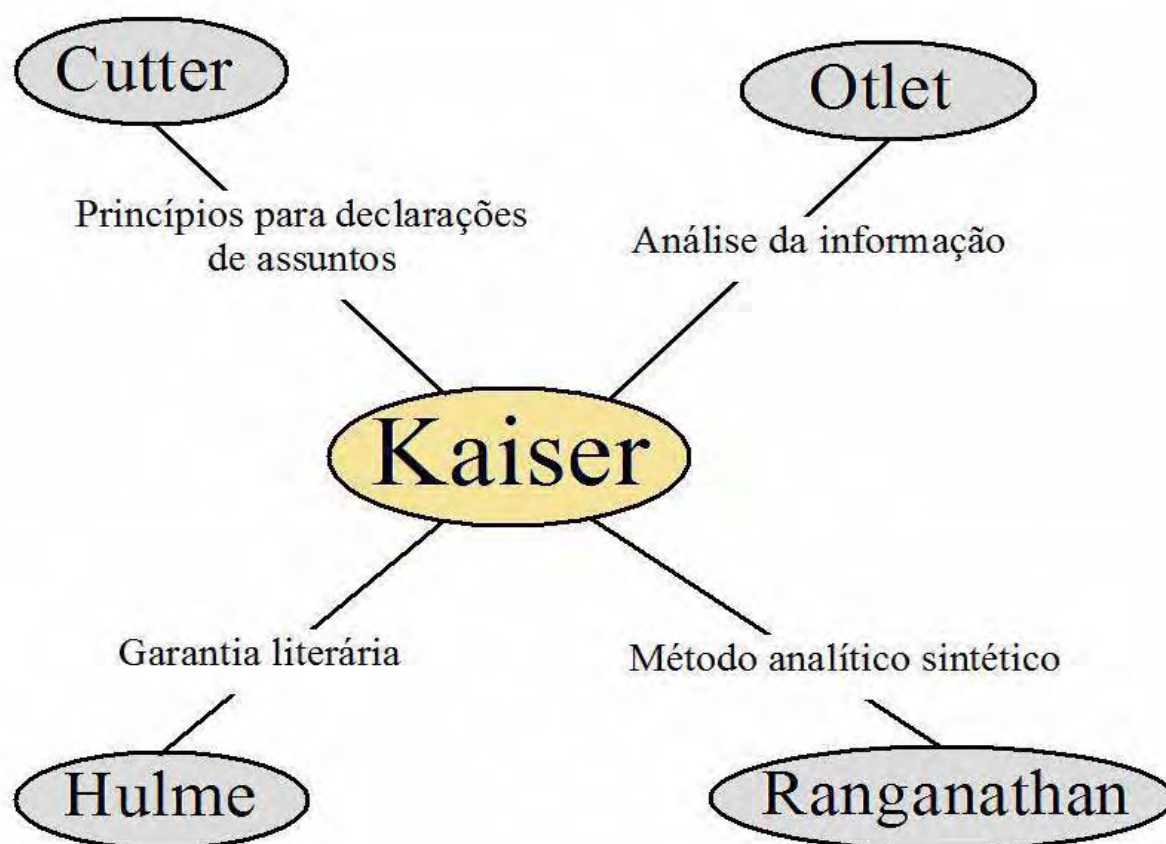 Cutter
Otlet
Princípios para declarações
de assuntos
Análise da informação
Kaiser
Garantia literária
Método analítico sintético
Hulme
Ranganathan